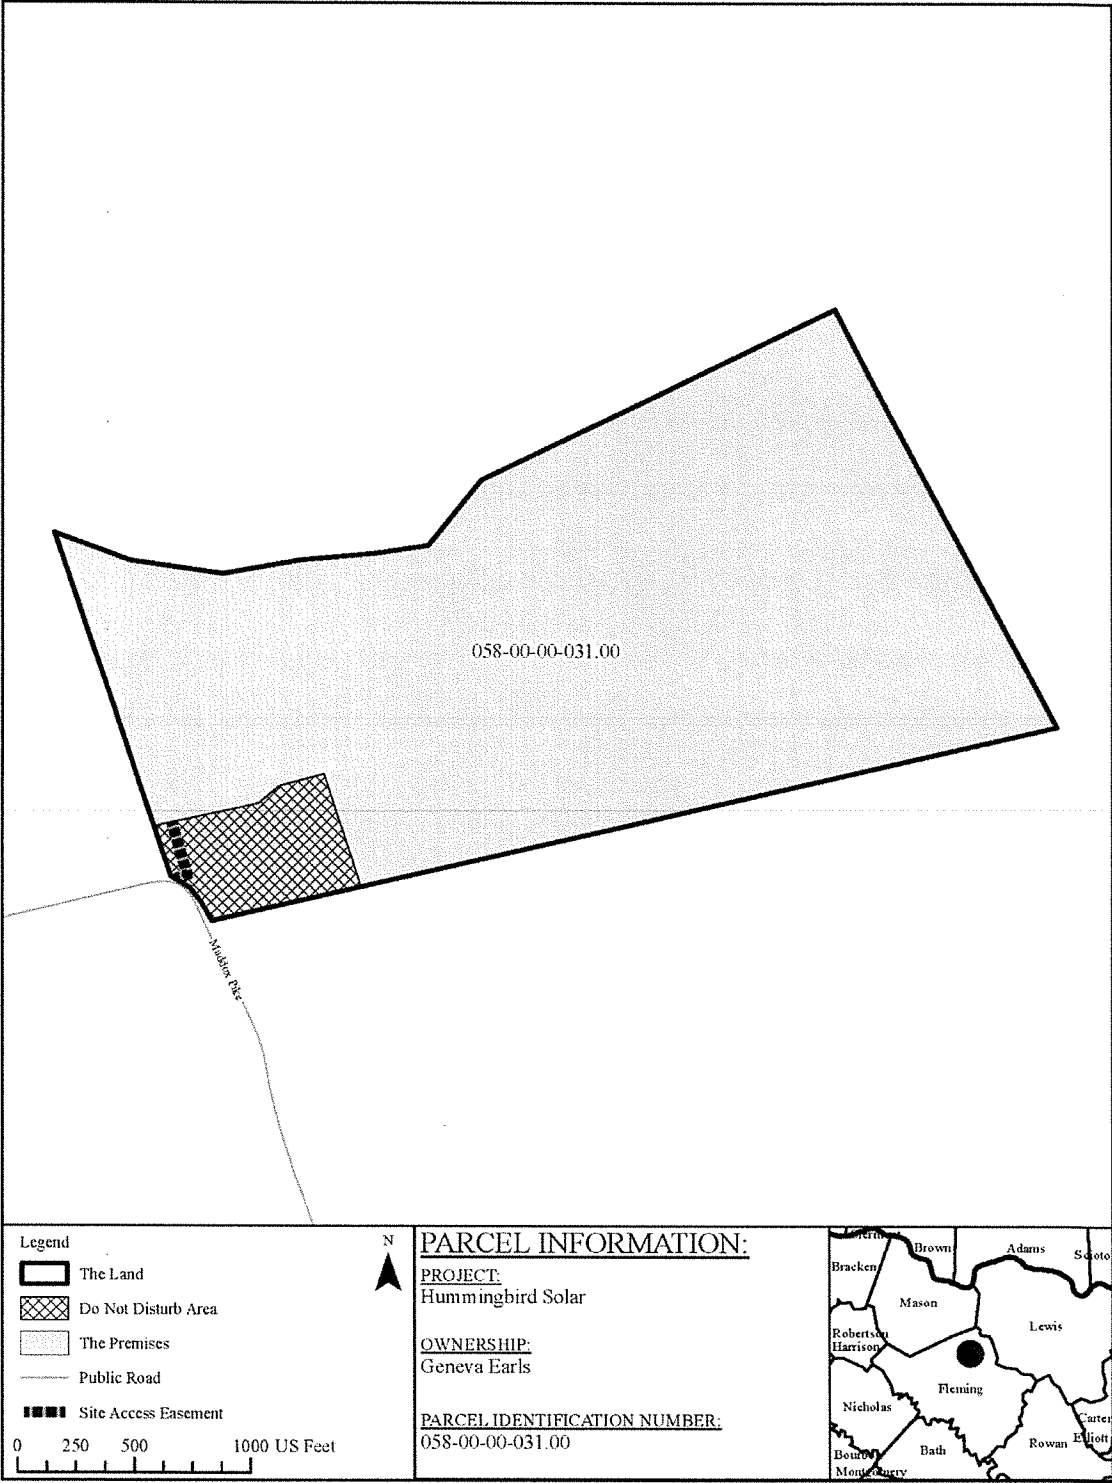 058-00-00-031.00
Maddox Pike
Legend
N
The Land
Do Not Disturb Area
The Premises
Public Road
Site Access Easement
0 250 500 1000 US Feet
PARCEL INFORMATION:
PROJECT:
Hummingbird Solar
OWNERSHIP:
Geneva Earls
PARCEL IDENTIFICATION NUMBER:
058-00-00-031.00
Brown
Adams
Bracken
Mason
Lewis
Robertson
Harrison
Fleming
Nicholas
Carter
Elliott
Rowan
Bath
Montgomery